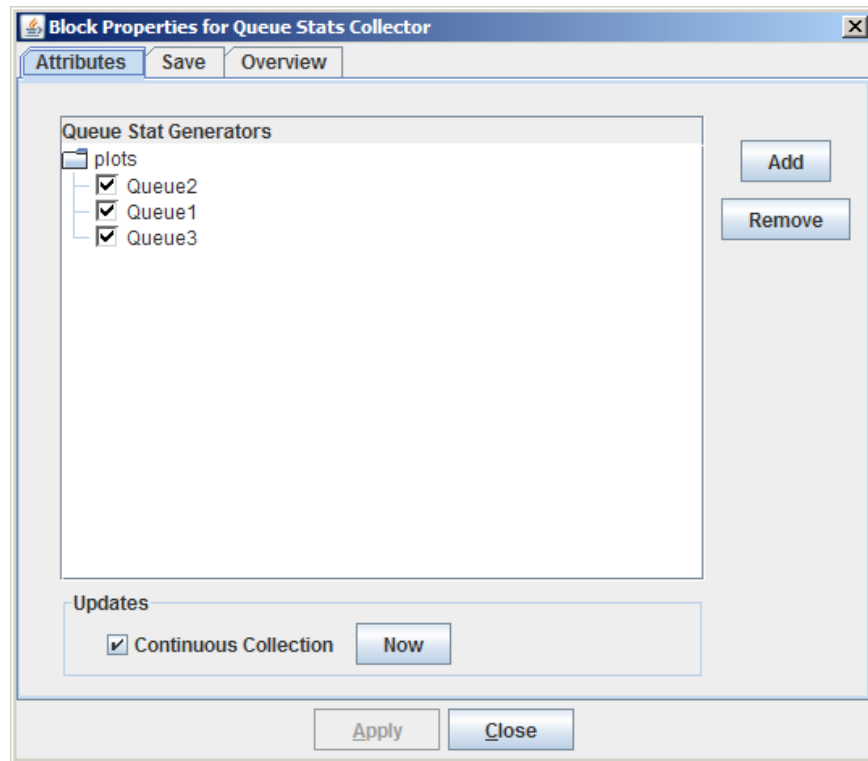 Block Properties for Queue Stats Collector
Attributes Save Overview
Queue Stat Generators
plots
Queue2
Queue1
Queue3
Add
Remove
Updates
Continuous Collection Now
Apply Close